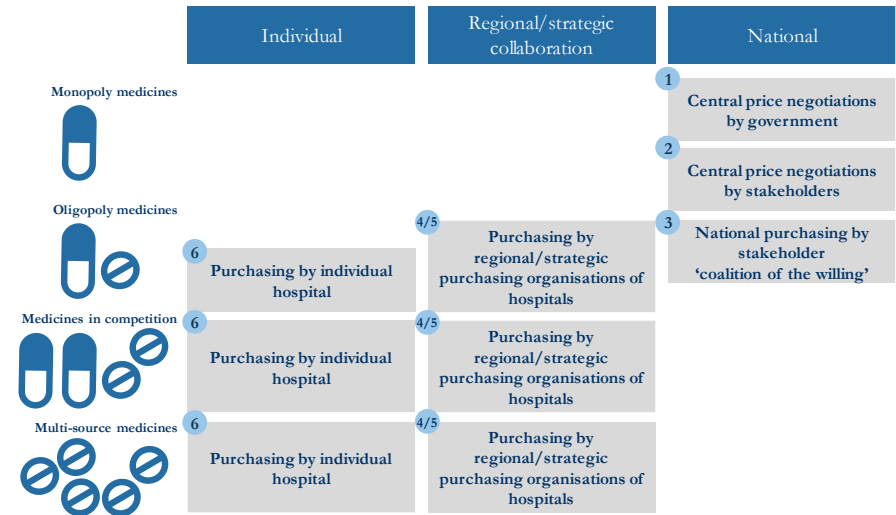 Individual
Regional/strategic
collaboration
National
Monopoly medicines
1
Central price negotiations
by government
2
Central price negotiations
by stakeholders
Oligopoly medicines
6
Purchasing by individual
hospital
4/5
Purchasing by
regional/strategic
purchasing organisations of
hospitals
3
National purchasing by
stakeholder
‘coalition of the willing’
Medicines in competition
6
Purchasing by individual
hospital
4/5
Purchasing by
regional/strategic
purchasing organisations of
hospitals
Multi-source medicines
6
Purchasing by individual
hospital
4/5
Purchasing by
regional/strategic
purchasing organisations of
hospitals